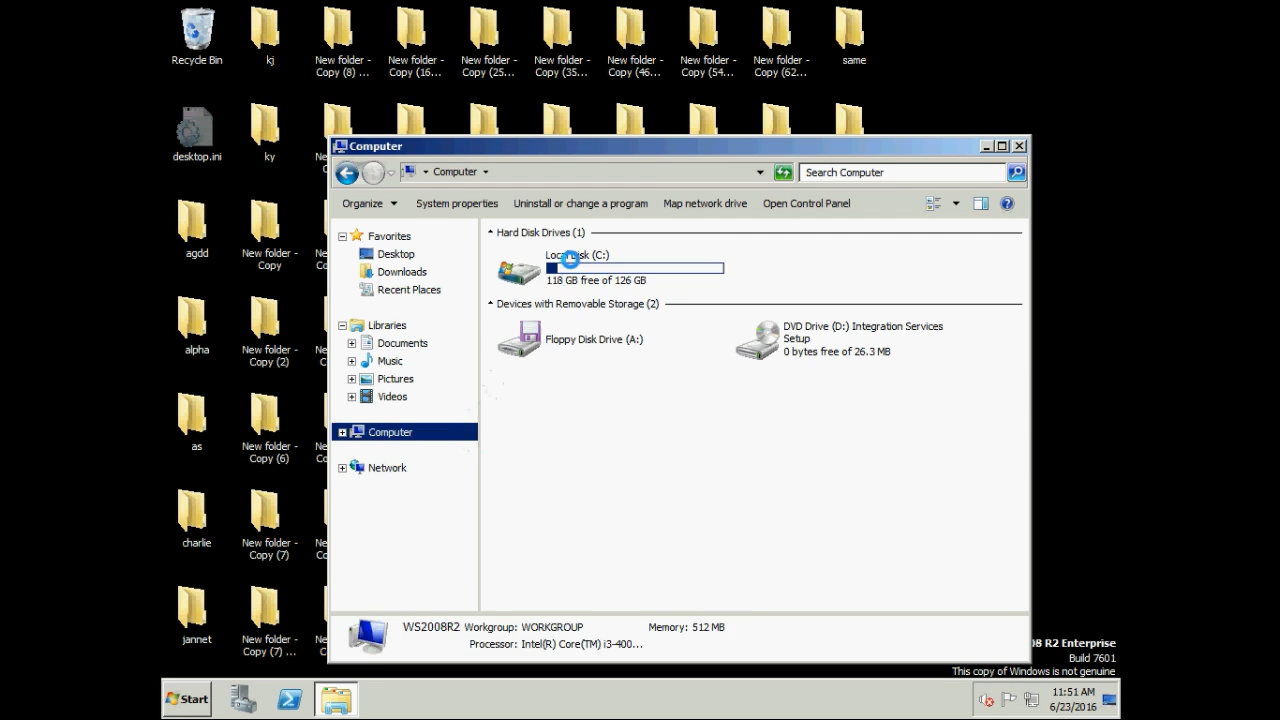 Recycle Bin
kj
New folder -
Copy (8) ...
New folder -
Copy (16...
New folder -
Copy (25...
New folder -
Copy (35...
New folder -
Copy (46...
New folder -
Copy (54...
New folder -
Copy (62...
same
desktop.ini
ky
Computer
Computer
Search Computer
Organize
System properties
Uninstall or change a program
Map network drive
Open Control Panel
Favorites
Desktop
Downloads
Recent Places
Libraries
Documents
Music
Pictures
Videos
Computer
Network
Hard Disk Drives (1)
Local Disk (C:)
118 GB free of 126 GB
Devices with Removable Storage (2)
Floppy Disk Drive (A:)
DVD Drive (D:) Integration Services
Setup
0 bytes free of 26.3 MB
agdd
New folder -
Copy
alpha
New folder -
Copy (2)
as
New folder -
Copy (6)
charlie
New folder -
Copy (7)
jannet
New folder -
Copy (7) ...
WS2008R2 Workgroup: WORKGROUP
Memory: 512 MB
Processor: Intel(R) Core(TM) i3-400...
R2 Enterprise
Build 7601
This copy of Windows is not genuine
Start
11:51 AM
6/23/2016